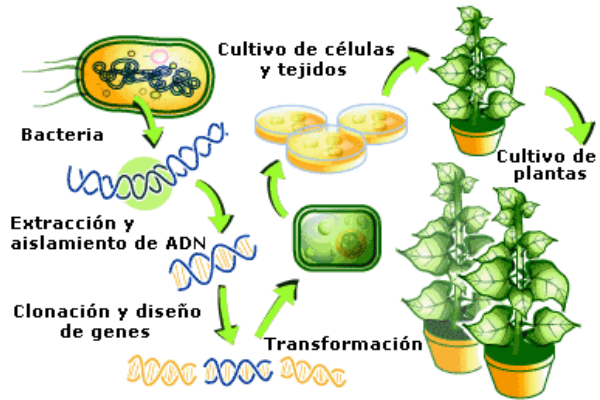 Bacteria
Extracción y
aislamiento de ADN
Clonación y diseño
de genes
Transformación
Cultivo de células
y tejidos
Cultivo de
plantas